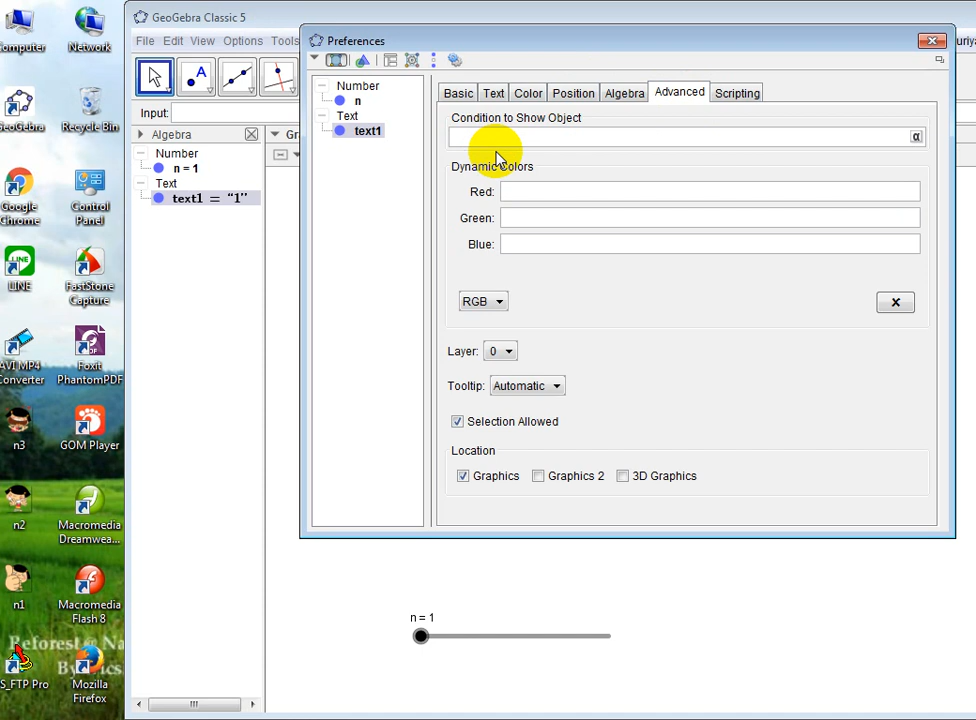 GeoGebra Classic 5
File Edit View Options Tools
Input:
Algebra
Gra
Number
n = 1
Text
text1 = “1”
Preferences
Number
n
Text
text1
Basic Text Color Position Algebra Advanced Scripting
Condition to Show Object
α
Dynamic Colors
Red:
Green:
Blue:
RGB
x
Layer: 0
Tooltip: Automatic
Selection Allowed
Location
Graphics Graphics 2 3D Graphics
n = 1
Computer
Network
GeoGebra
Recycle Bin
Google Chrome
Control Panel
LINE
FastStone Capture
AVI MP4 Converter
Foxit PhantomPDF
n3
GOM Player
n2
Macromedia Dreamwea...
n1
Macromedia Flash 8
Reforest @ Na
By
S_FTP Pro
Mozilla Firefox